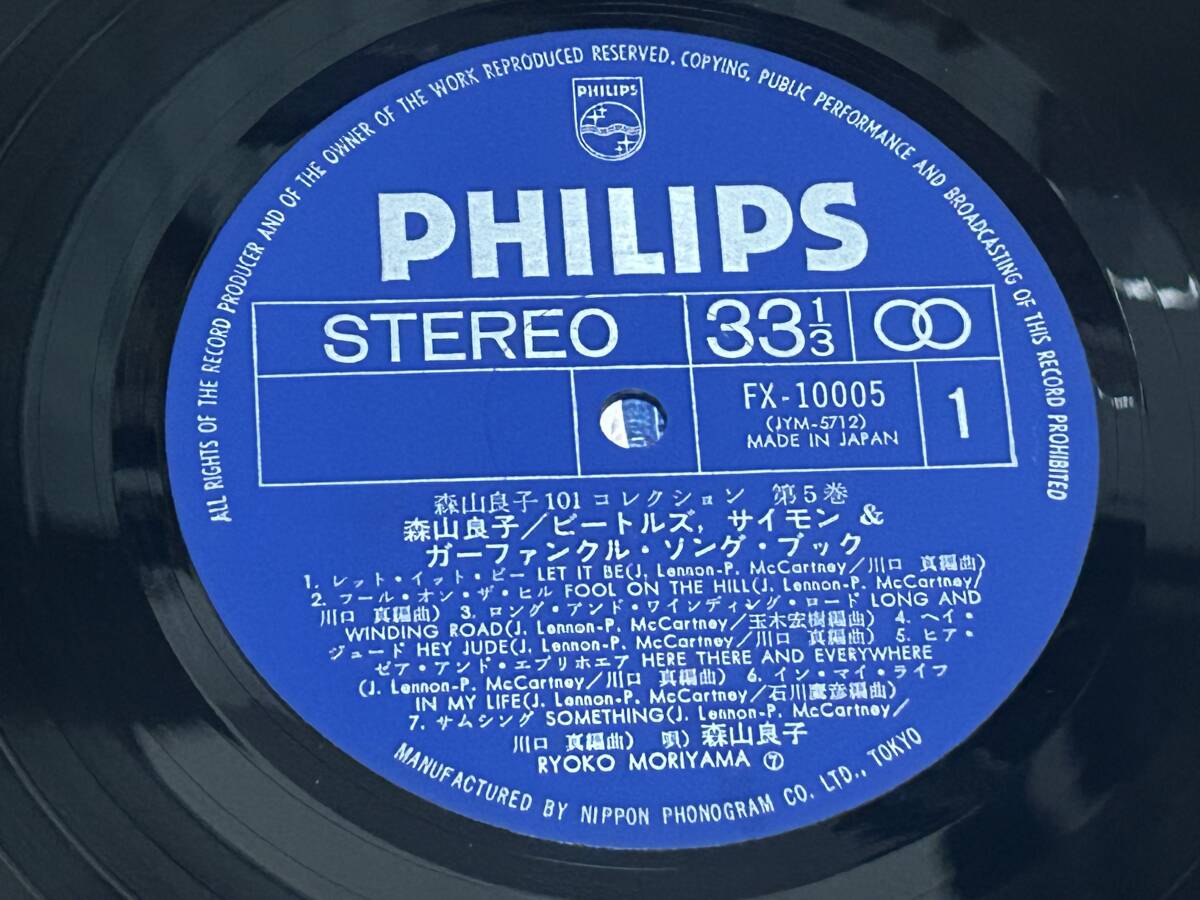 ALL RIGHTS OF THE RECORD PRODUCER AND OF THE OWNER OF THE WORK REPRODUCED RESERVED. COPYING, PUBLIC PERFORMANCE AND BROADCASTING OF THIS RECORD PROHIBITED
PHILIPS
PHILIPS
STEREO
33 1/3
FX-10005
(JYM-5712)
MADE IN JAPAN
1
森山良子101コレクション 第5巻
森山良子/ビートルズ, サイモン &
ガーファンクル・ソング・ブック
1. レット・イット・ビー LET IT BE(J. Lennon-P. McCartney/川口 真編曲)
2. フール・オン・ザ・ヒル FOOL ON THE HILL(J. Lennon-P. McCartney/
川口 真編曲) 3. ロング・アンド・ワインディング・ロード LONG AND
WINDING ROAD(J. Lennon-P. McCartney/玉木宏樹編曲) 4. ヘイ・
ジュード HEY JUDE(J. Lennon-P. McCartney/川口 真編曲) 5. ヒア・
ゼア・アンド・エブリホエア HERE THERE AND EVERYWHERE
(J. Lennon-P. McCartney/川口 真編曲) 6. イン・マイ・ライフ
IN MY LIFE(J. Lennon-P. McCartney/石川鷹彦編曲)
7. サムシング SOMETHING(J. Lennon-P. McCartney/
川口 真編曲) 唄) 森山良子
RYOKO MORIYAMA ⑦
MANUFACTURED BY NIPPON PHONOGRAM CO. LTD., TOKYO